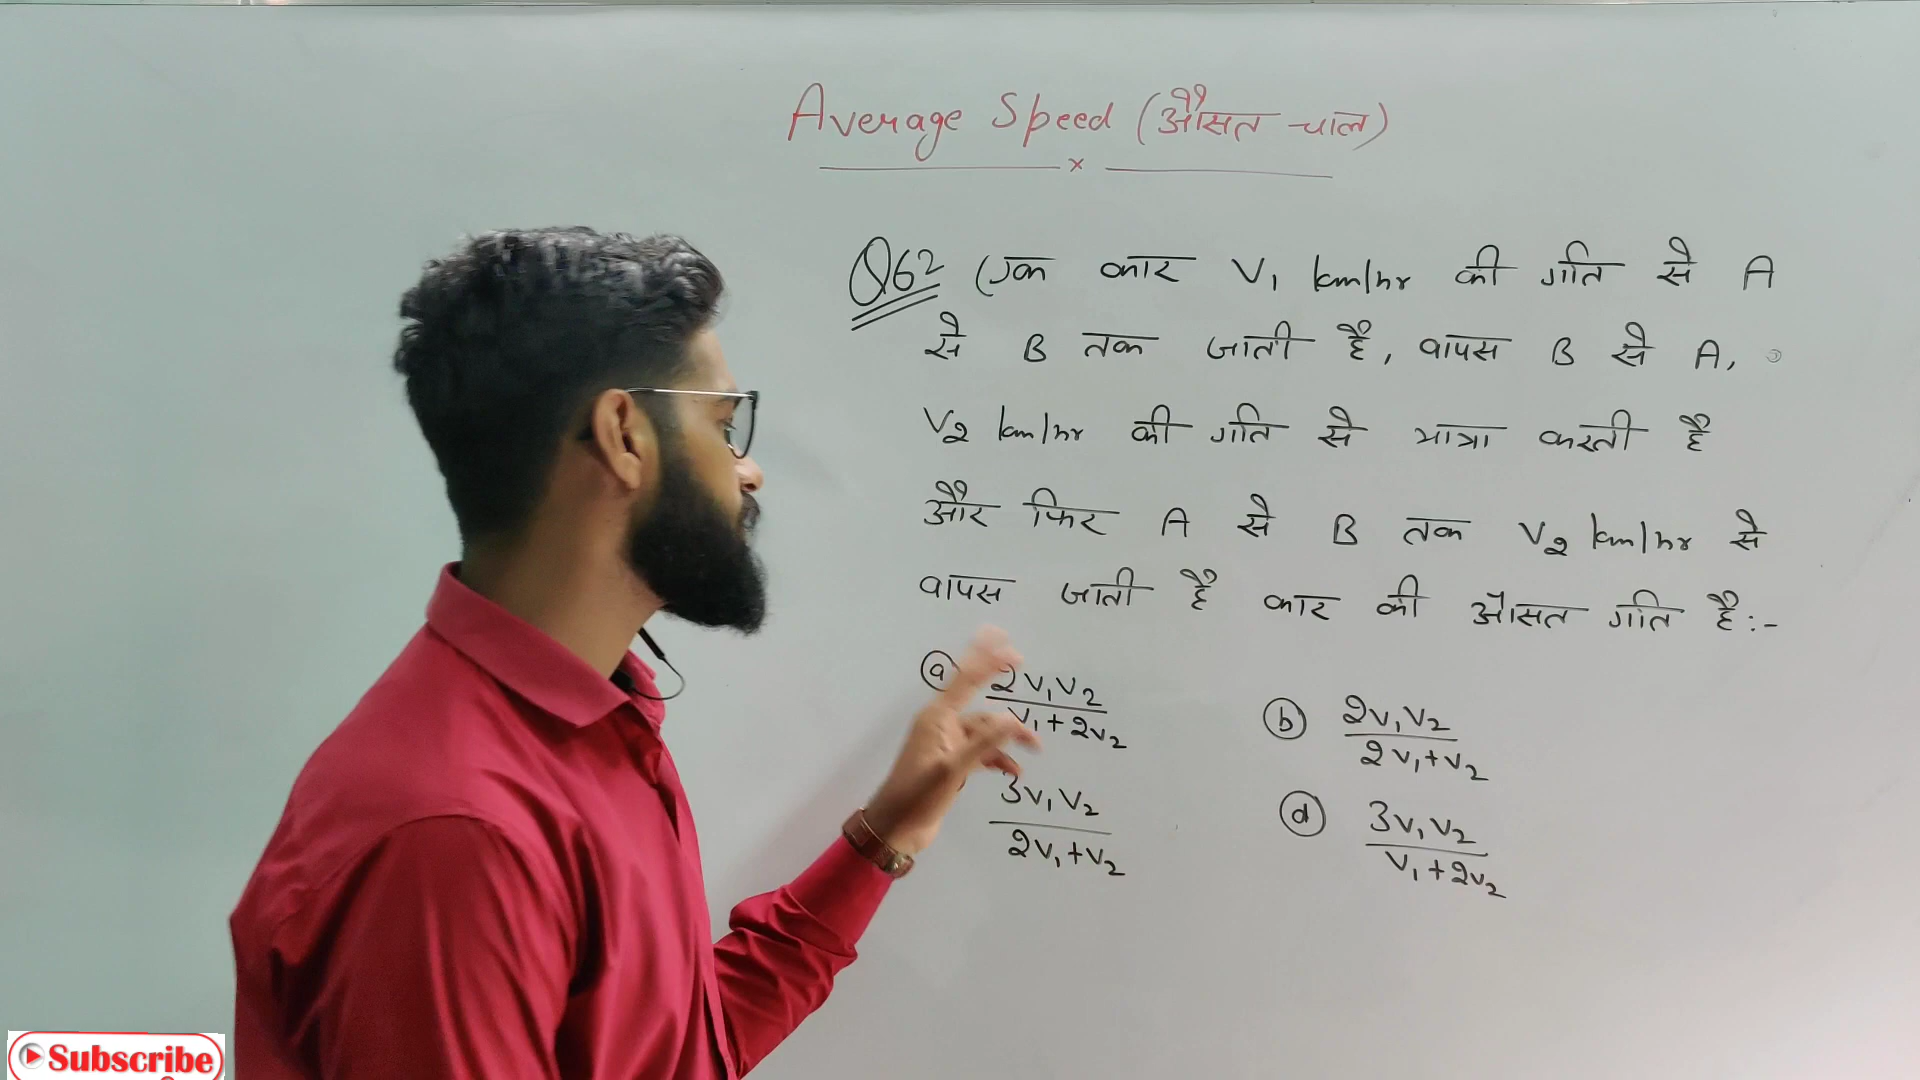 Average Speed (औसत चाल)
x
Q62 (एक कार V₁ km/hr की गति से A
से B तक जाती है, वापस B से A,
V₂ km/hr की गति से यात्रा करती है
और फिर A से B तक V₂ km/hr से
वापस जाती है कार की औसत गति है:-
(a) 2V₁V₂ / V₁+2V₂ (b) 2V₁V₂ / 2V₁+V₂
3V₁V₂ / 2V₁+V₂ (d) 3V₁V₂ / V₁+2V₂
Subscribe